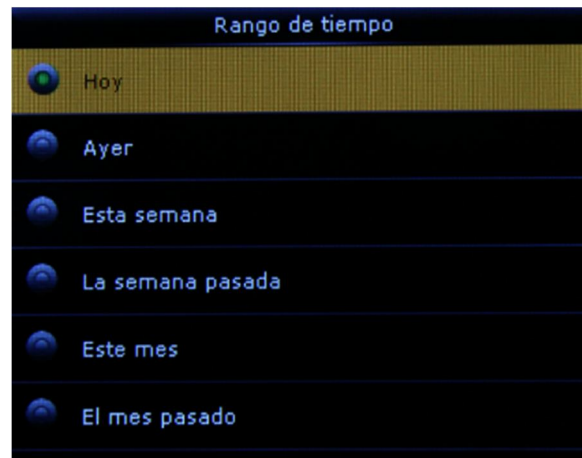 Rango de tiempo
Hoy
Ayer
Esta semana
La semana pasada
Este mes
El mes pasado